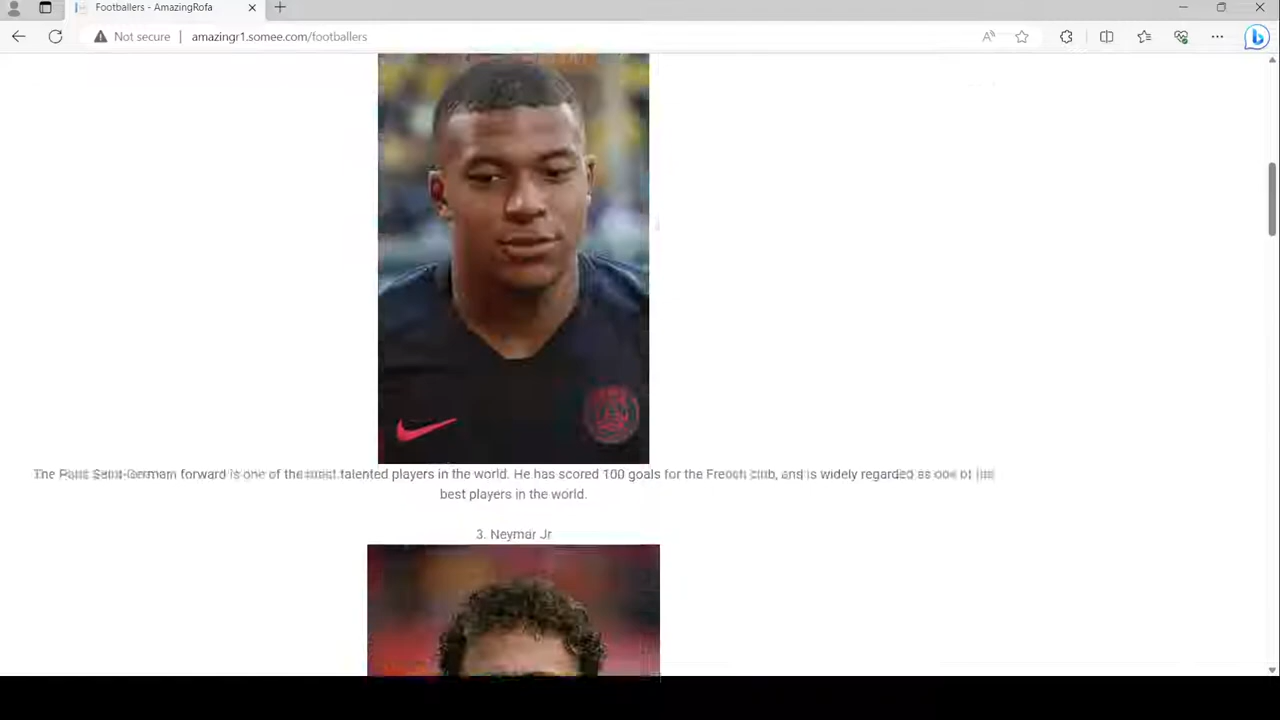 Footballers - AmazingRofa
Not secure
amazingr1.somee.com/footballers
The Paris Saint-German forward is one of the most talented players in the world. He has scored 100 goals for the French club, and is widely regarded as one of the
best players in the world.
3. Neymar Jr